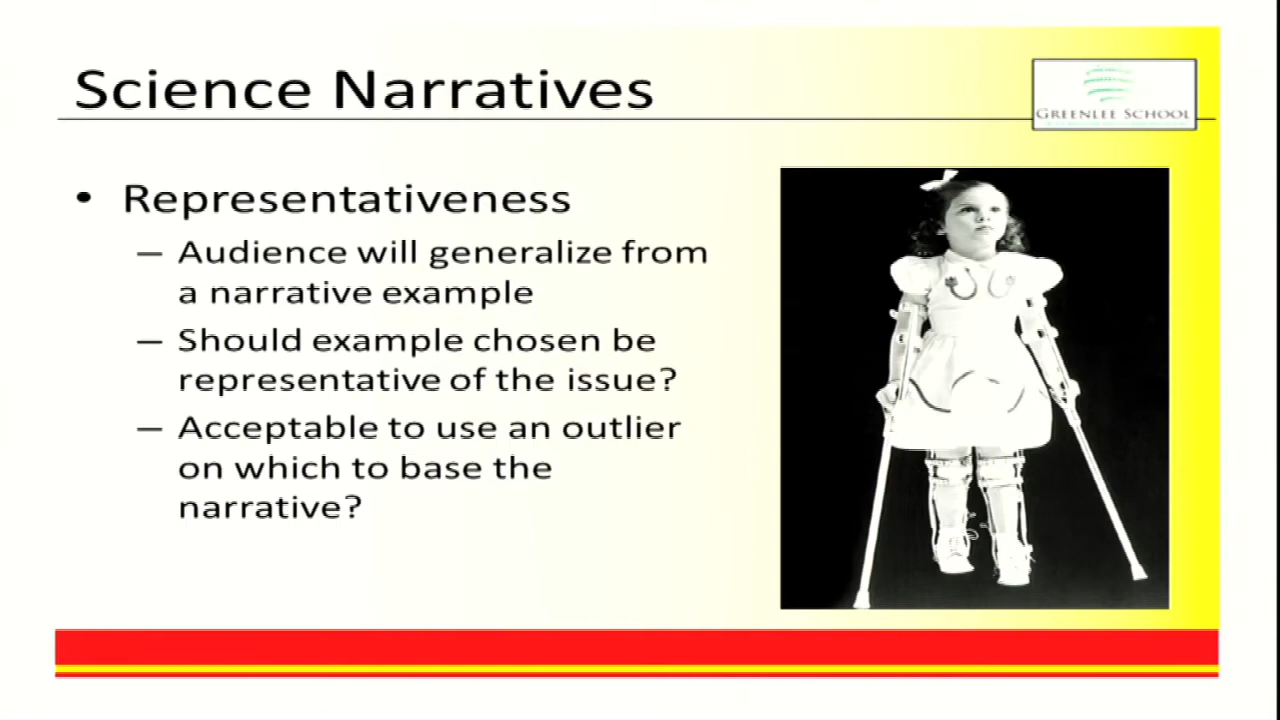 Science Narratives
GREENLEE SCHOOL
• Representativeness
– Audience will generalize from
a narrative example
– Should example chosen be
representative of the issue?
– Acceptable to use an outlier
on which to base the
narrative?